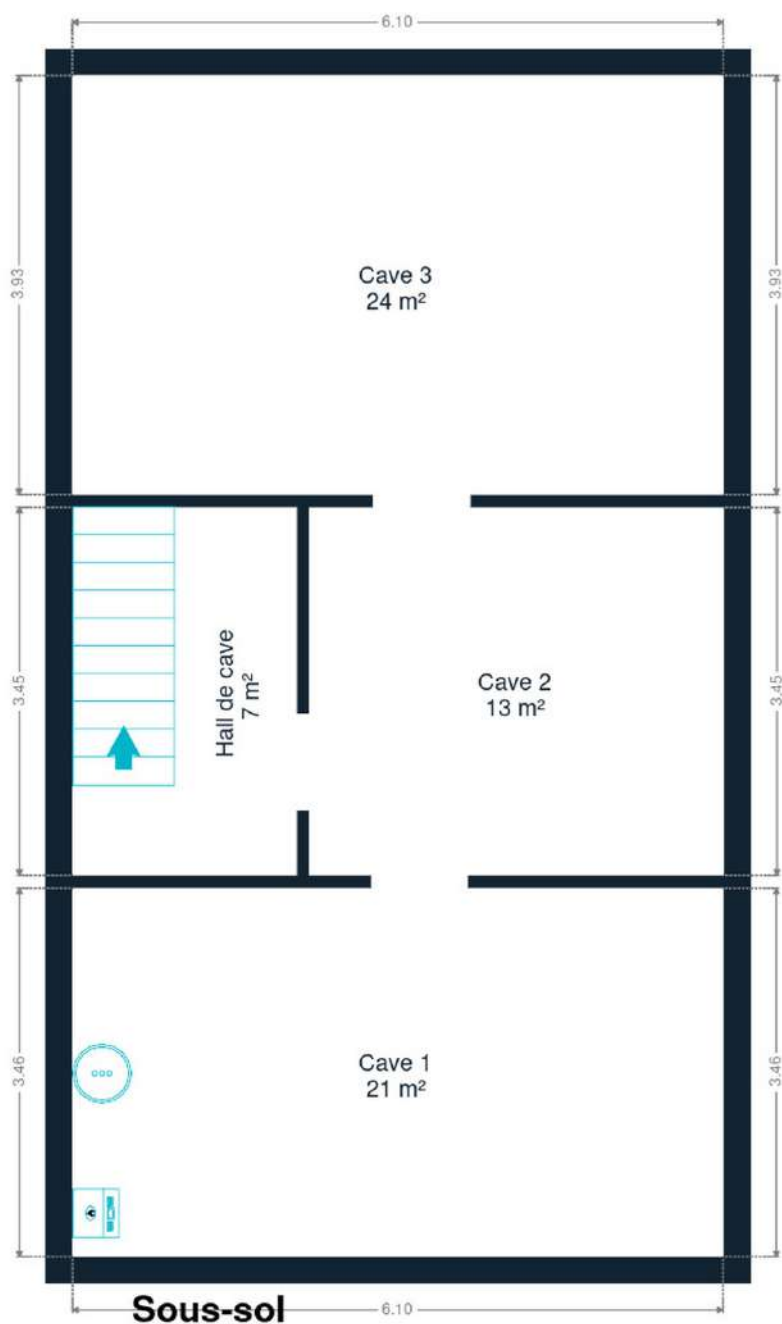 6.10
3.93
3.93
Cave 3
24 m²
3.45
Hall de cave
7 m²
Cave 2
13 m²
3.45
3.46
Cave 1
21 m²
3.46
Sous-sol
6.10